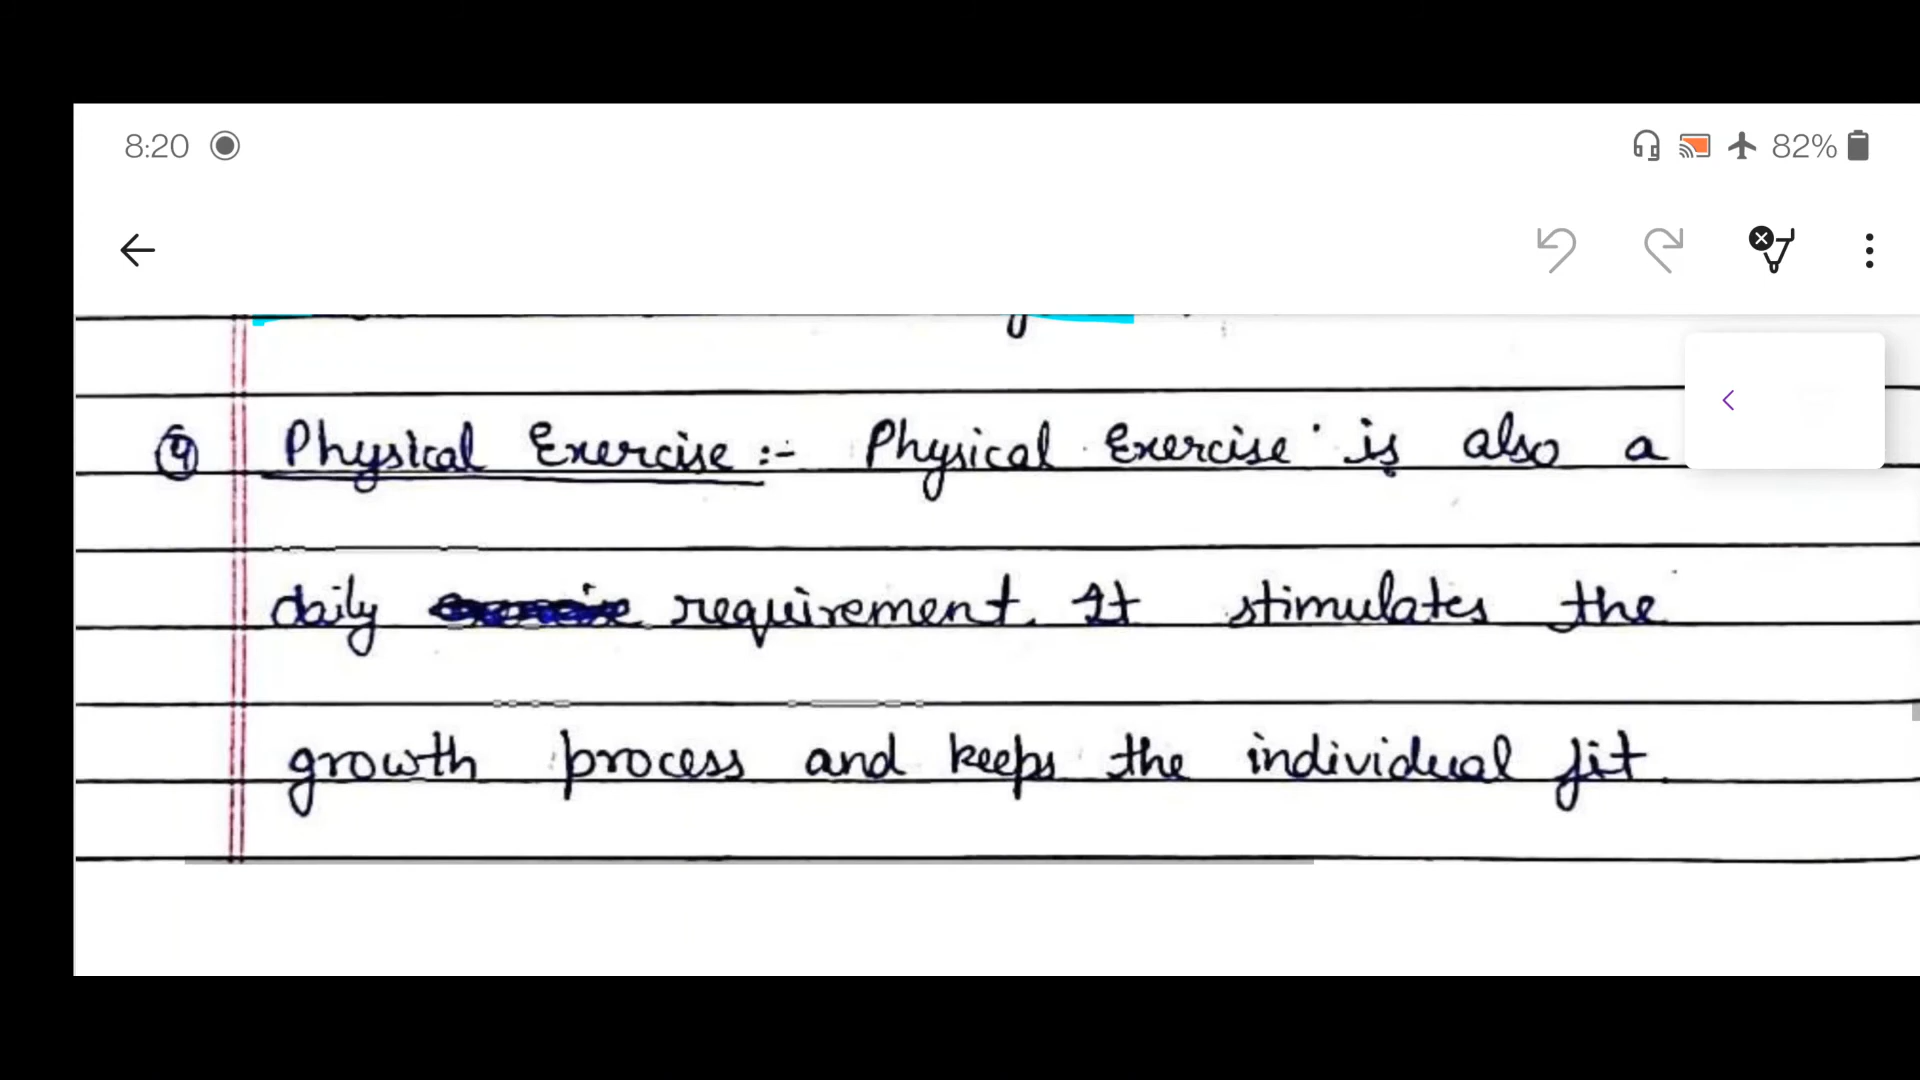 8:20
82%
⑨ Physical Exercise :- Physical Exercise is also a
daily requirement. It stimulates the
growth process and keeps the individual fit.